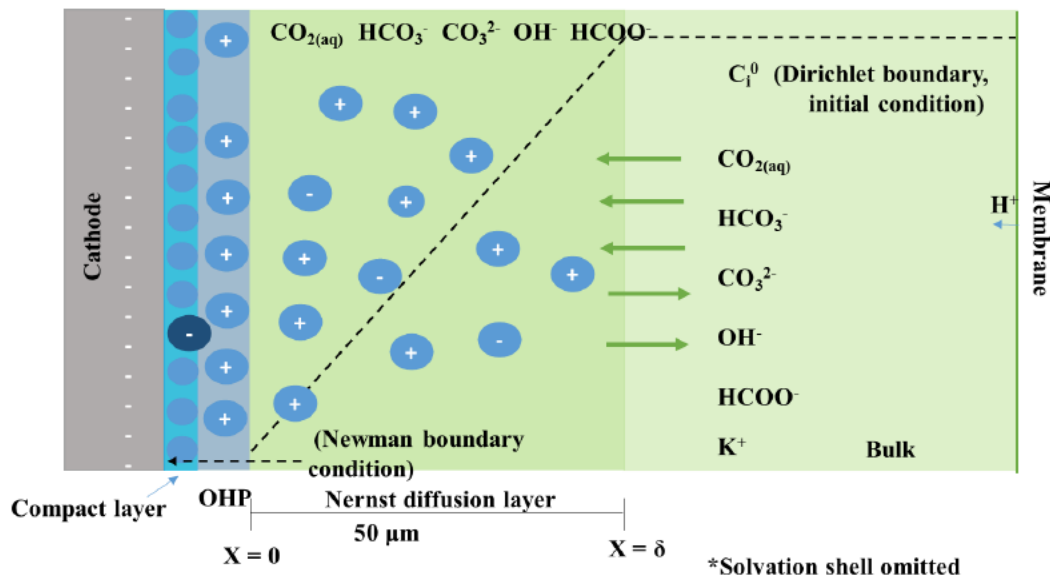 CO₂₍aq₎ HCO₃⁻ CO₃²⁻ OH⁻ HCOO⁻
Cᵢ⁰ (Dirichlet boundary,
initial condition)
CO₂₍aq₎
HCO₃⁻
CO₃²⁻
OH⁻
HCOO⁻
K⁺
Bulk
H⁺
Membrane
Cathode
(Newman boundary
condition)
Compact layer
OHP
Nernst diffusion layer
50 µm
X = 0
X = δ
*Solvation shell omitted